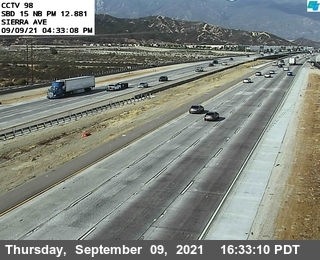 CCTV 98
SBD 15 NB PM 12.881
SIERRA AVE
09/09/21 04:33:08 PM
Thursday, September 09, 2021 16:33:10 PDT